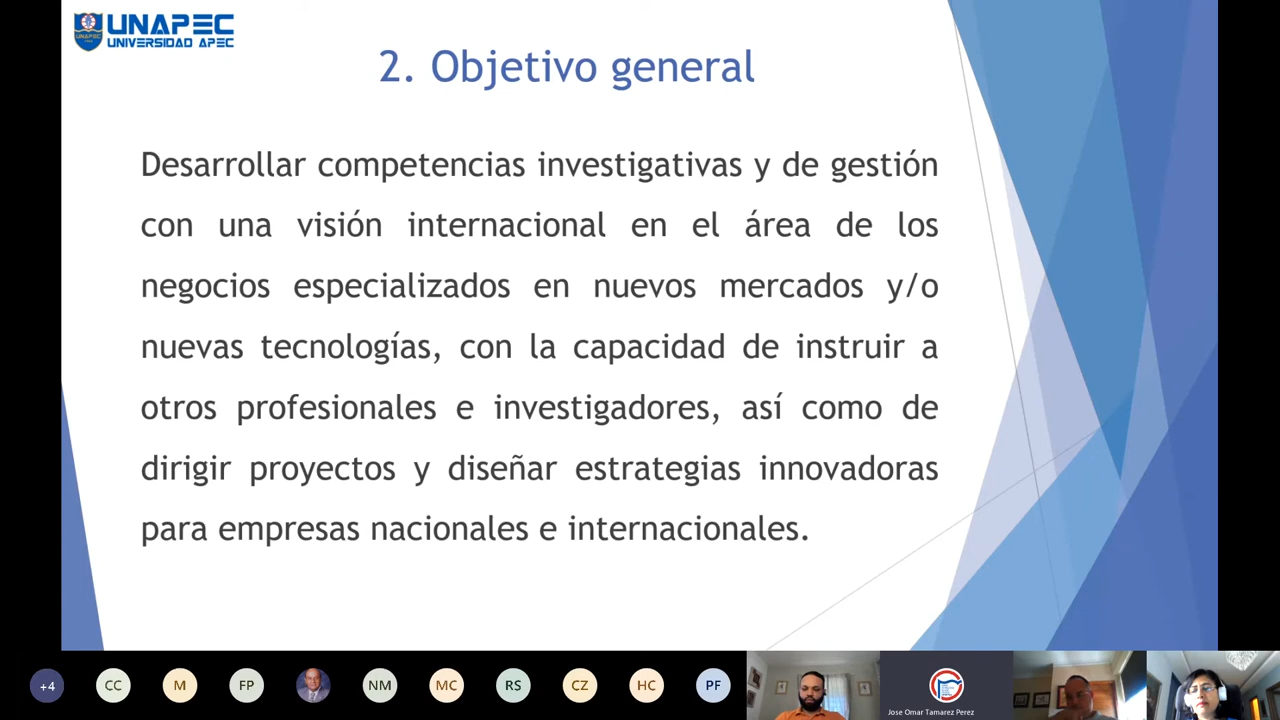 UNAPEC
UNIVERSIDAD APEC
2. Objetivo general
Desarrollar competencias investigativas y de gestión
con una visión internacional en el área de los
negocios especializados en nuevos mercados y/o
nuevas tecnologías, con la capacidad de instruir a
otros profesionales e investigadores, así como de
dirigir proyectos y diseñar estrategias innovadoras
para empresas nacionales e internacionales.
+4
CC
M
FP
NM
MC
RS
CZ
HC
PF
Jose Omar Tamarez Perez